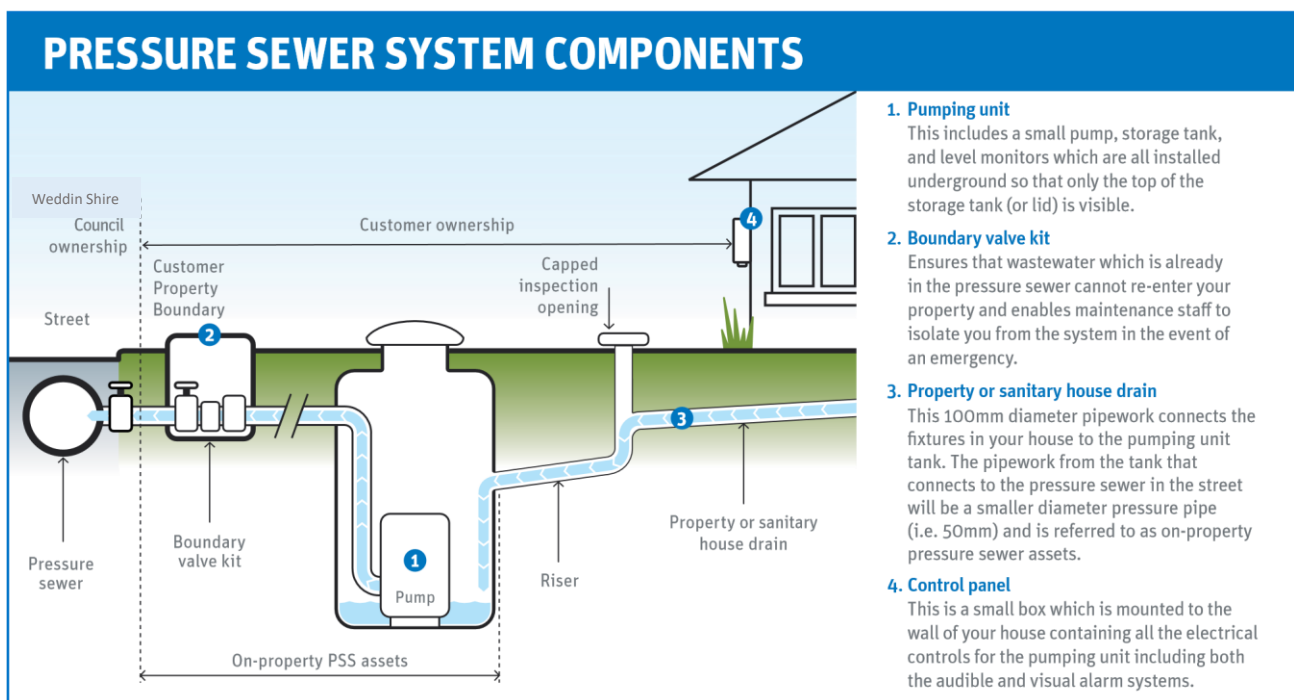 PRESSURE SEWER SYSTEM COMPONENTS
Weddin Shire
Council
ownership
Customer ownership
Customer
Property
Boundary
Street
2
4
Capped
inspection
opening
3
Property or sanitary
house drain
Riser
1
Pump
Boundary
valve kit
Pressure
sewer
On-property PSS assets
1. Pumping unit
This includes a small pump, storage tank,
and level monitors which are all installed
underground so that only the top of the
storage tank (or lid) is visible.
2. Boundary valve kit
Ensures that wastewater which is already
in the pressure sewer cannot re-enter your
property and enables maintenance staff to
isolate you from the system in the event of
an emergency.
3. Property or sanitary house drain
This 100mm diameter pipework connects the
fixtures in your house to the pumping unit
tank. The pipework from the tank that
connects to the pressure sewer in the street
will be a smaller diameter pressure pipe
(i.e. 50mm) and is referred to as on-property
pressure sewer assets.
4. Control panel
This is a small box which is mounted to the
wall of your house containing all the electrical
controls for the pumping unit including both
the audible and visual alarm systems.